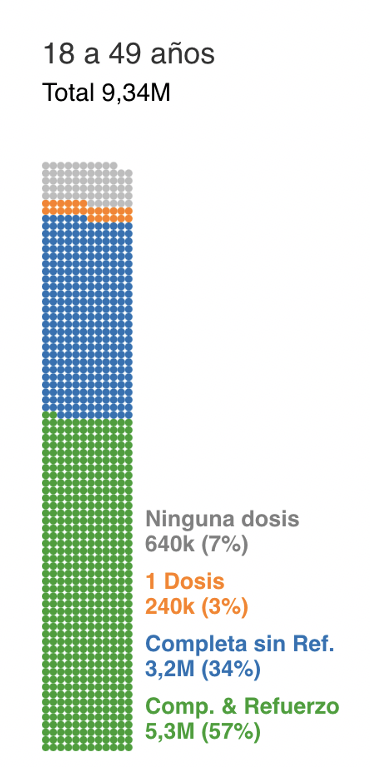 18 a 49 años
Total 9,34M
Ninguna dosis
640k (7%)
1 Dosis
240k (3%)
Completa sin Ref.
3,2M (34%)
Comp. & Refuerzo
5,3M (57%)